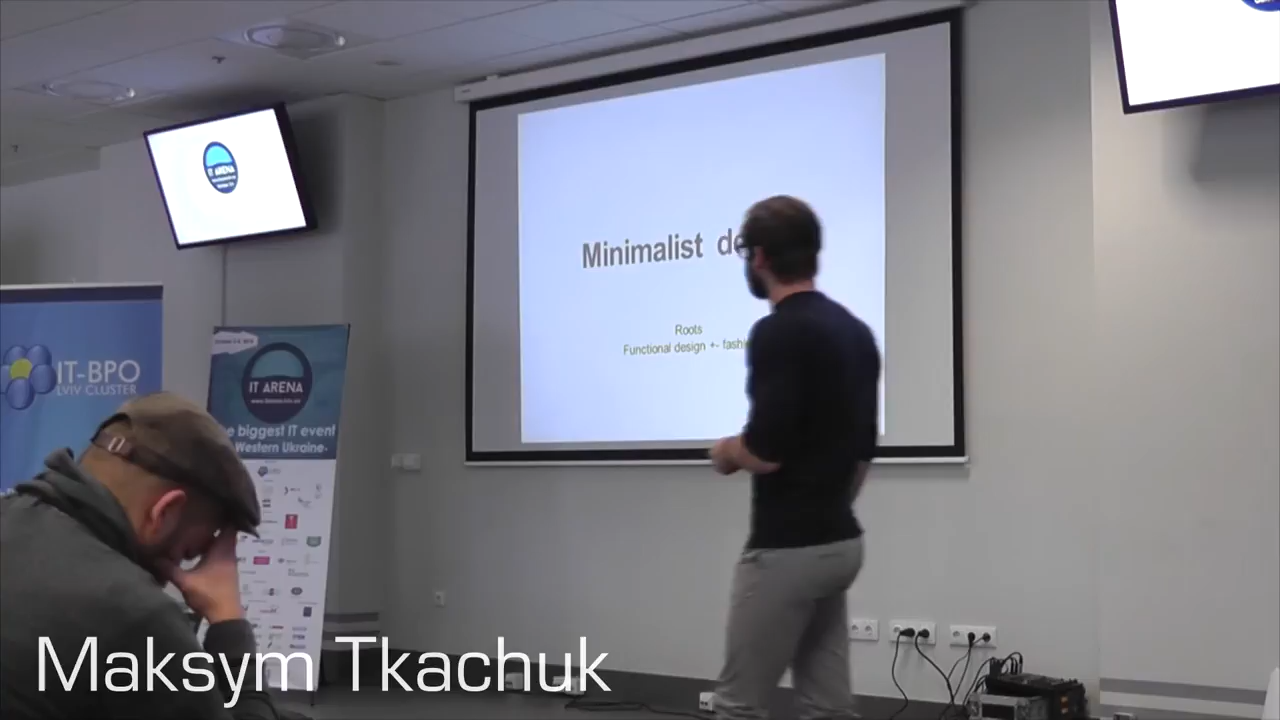 IT ARENA
Minimalist de
Roots
Functional design +- fashi
IT-BPO
LVIV CLUSTER
IT ARENA
e biggest IT event
Western Ukraine-
Maksym Tkachuk